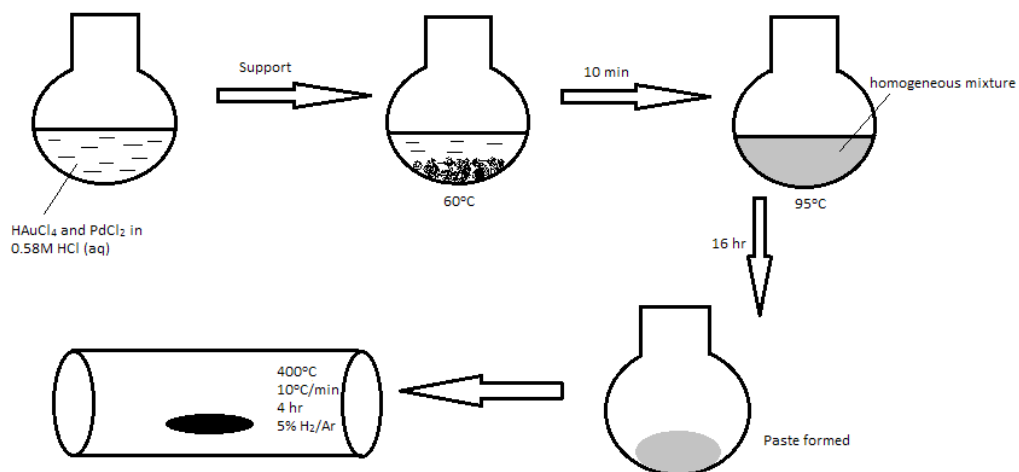 Support
10 min
homogeneous mixture
60°C
95°C
HAuCl₄ and PdCl₂ in
0.58M HCl (aq)
16 hr
400°C
10°C/min
4 hr
5% H₂/Ar
Paste formed